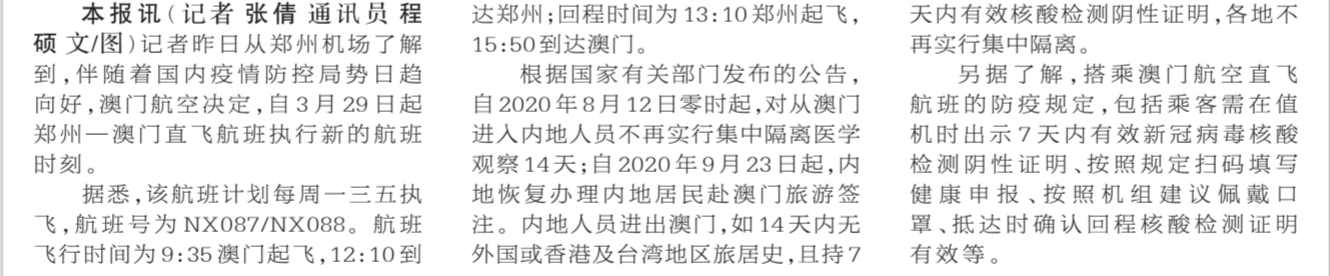 本报讯(记者 张倩 通讯员 程
硕 文/图)记者昨日从郑州机场了解
到,伴随着国内疫情防控局势日趋
向好,澳门航空决定,自3月29日起
郑州—澳门直飞航班执行新的航班
时刻。
据悉,该航班计划每周一三五执
飞,航班号为NX087/NX088。航班
飞行时间为9:35澳门起飞,12:10到
达郑州;回程时间为13:10郑州起飞,
15:50到达澳门。
根据国家有关部门发布的公告,
自2020年8月12日零时起,对从澳门
进入内地人员不再实行集中隔离医学
观察14天;自2020年9月23日起,内
地恢复办理内地居民赴澳门旅游签
注。内地人员进出澳门,如14天内无
外国或香港及台湾地区旅居史,且持7
天内有效核酸检测阴性证明,各地不
再实行集中隔离。
另据了解,搭乘澳门航空直飞
航班的防疫规定,包括乘客需在值
机时出示7天内有效新冠病毒核酸
检测阴性证明、按照规定扫码填写
健康申报、按照机组建议佩戴口
罩、抵达时确认回程核酸检测证明
有效等。